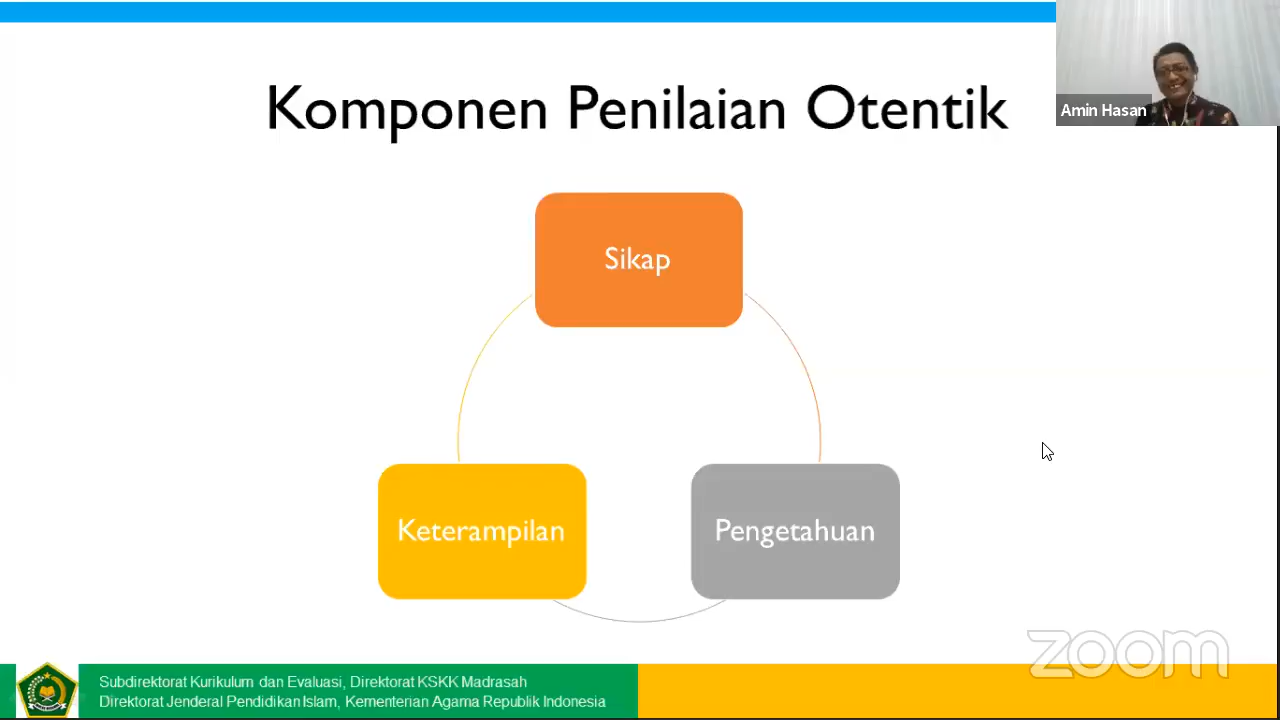 Komponen Penilaian Otentik
Amin Hasan
Sikap
Keterampilan
Pengetahuan
zoom
Subdirektorat Kurikulum dan Evaluasi, Direktorat KSKK Madrasah
Direktorat Jenderal Pendidikan Islam, Kementerian Agama Republik Indonesia